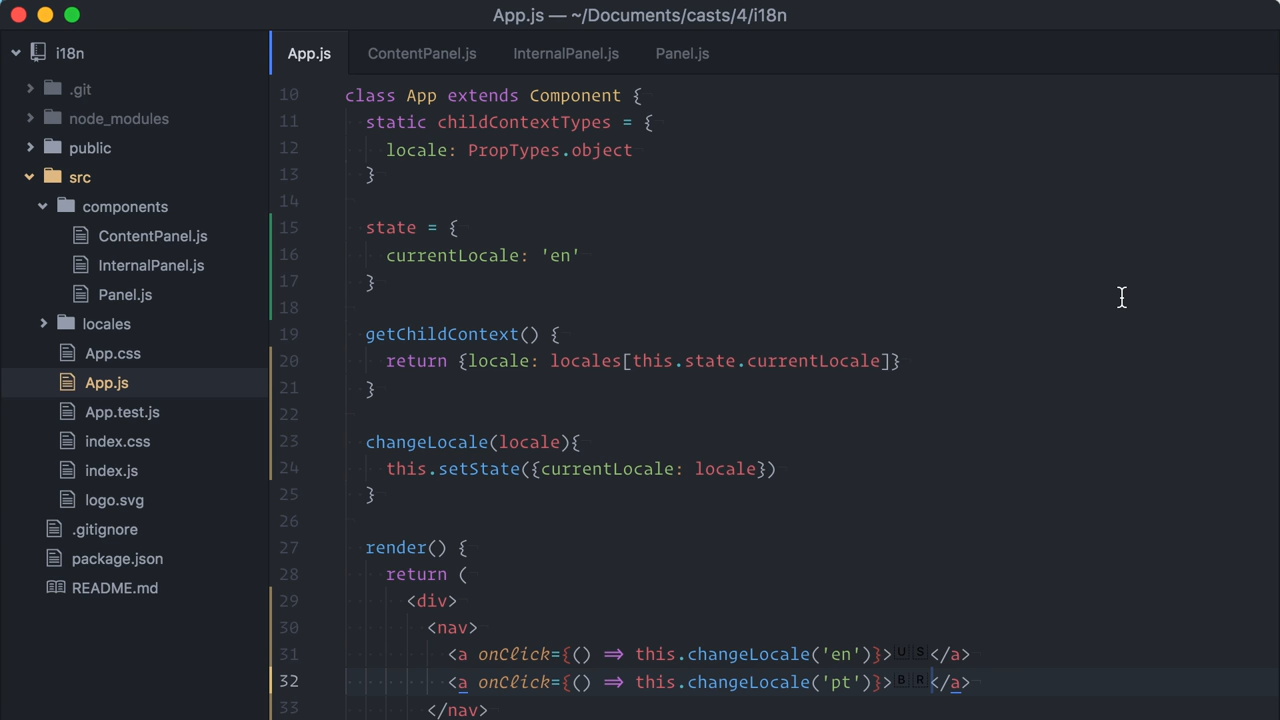 App.js — ~/Documents/casts/4/i18n
i18n
.git
node_modules
public
src
components
ContentPanel.js
InternalPanel.js
Panel.js
locales
App.css
App.js
App.test.js
index.css
index.js
logo.svg
.gitignore
package.json
README.md
App.js ContentPanel.js InternalPanel.js Panel.js
10 class App extends Component {
11 static childContextTypes = {
12 locale: PropTypes.object
13 }
14
15 state = {
16 currentLocale: 'en'
17 }
18
19 getChildContext() {
20 return {locale: locales[this.state.currentLocale]}
21 }
22
23 changeLocale(locale){
24 this.setState({currentLocale: locale})
25 }
26
27 render() {
28 return (
29 <div>
30 <nav>
31 <a onClick={() => this.changeLocale('en')}>🇺🇸</a>
32 <a onClick={() => this.changeLocale('pt')}>🇧🇷</a>
33 </nav>